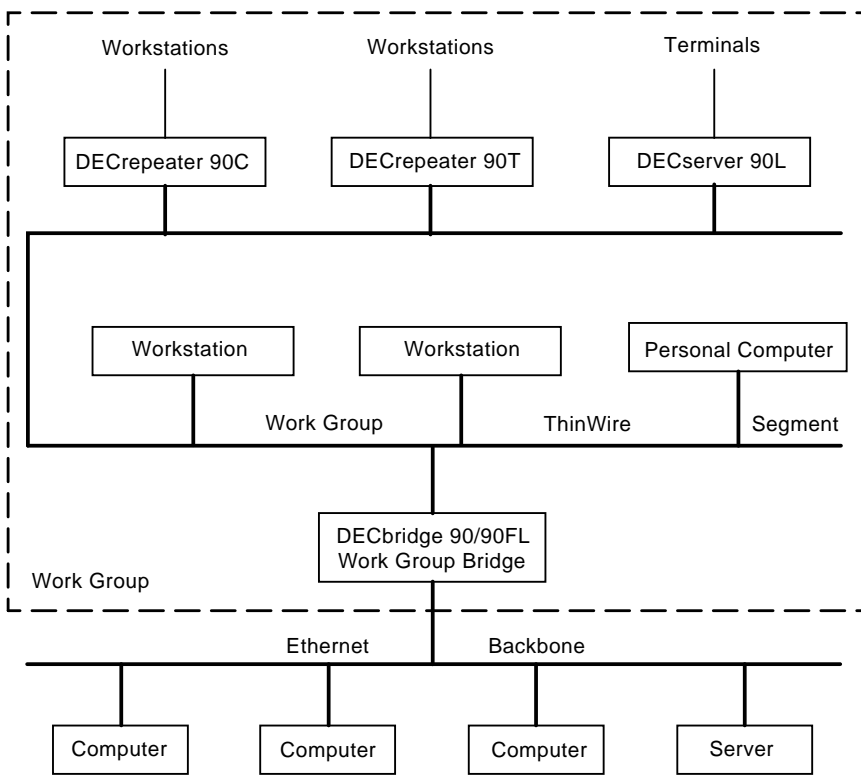 Workstations Workstations Terminals
DECrepeater 90C DECrepeater 90T DECserver 90L
Workstation Workstation Personal Computer
Work Group ThinWire Segment
DECbridge 90/90FL
Work Group Bridge
Work Group
Ethernet Backbone
Computer Computer Computer Server